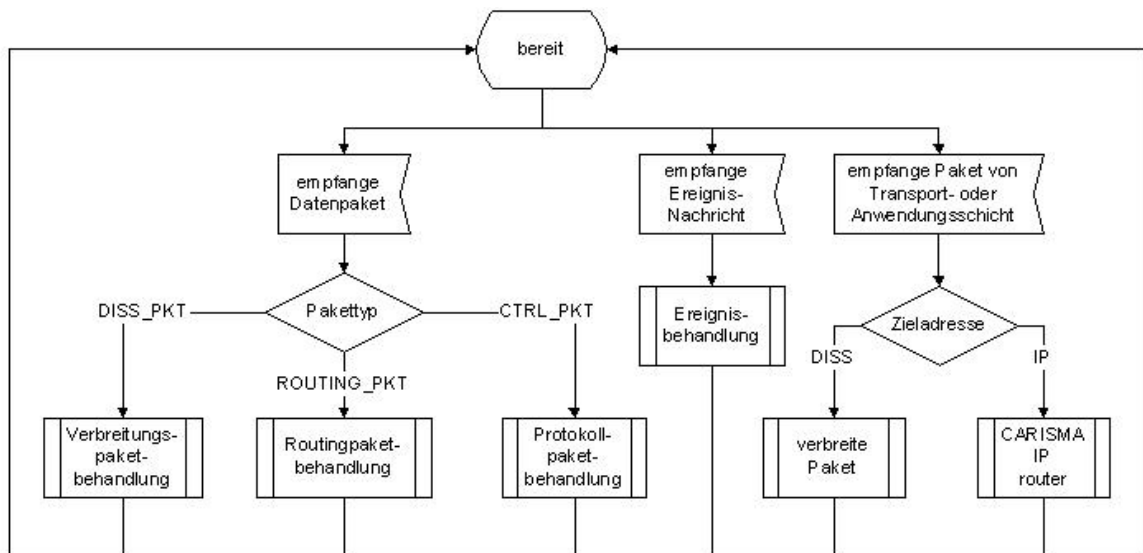 bereit
empfange
Datenpaket
empfange
Ereignis-
Nachricht
empfange Paket von
Transport- oder
Anwendungsschicht
DISS_PKT
Pakettyp
CTRL_PKT
ROUTING_PKT
Ereignis-
behandlung
Zieladresse
DISS
IP
Verbreitungs-
paket-
behandlung
Routingpaket-
behandlung
Protokoll-
paket-
behandlung
verbreite
Paket
CARISMA
IP
router